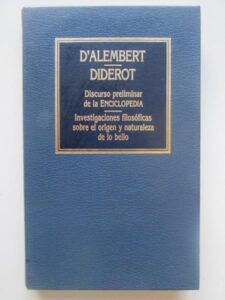 D'ALEMBERT
DIDEROT
Discurso preliminar
de la ENCICLOPEDIA
Investigaciones filosóficas
sobre el origen y naturaleza
de lo bello